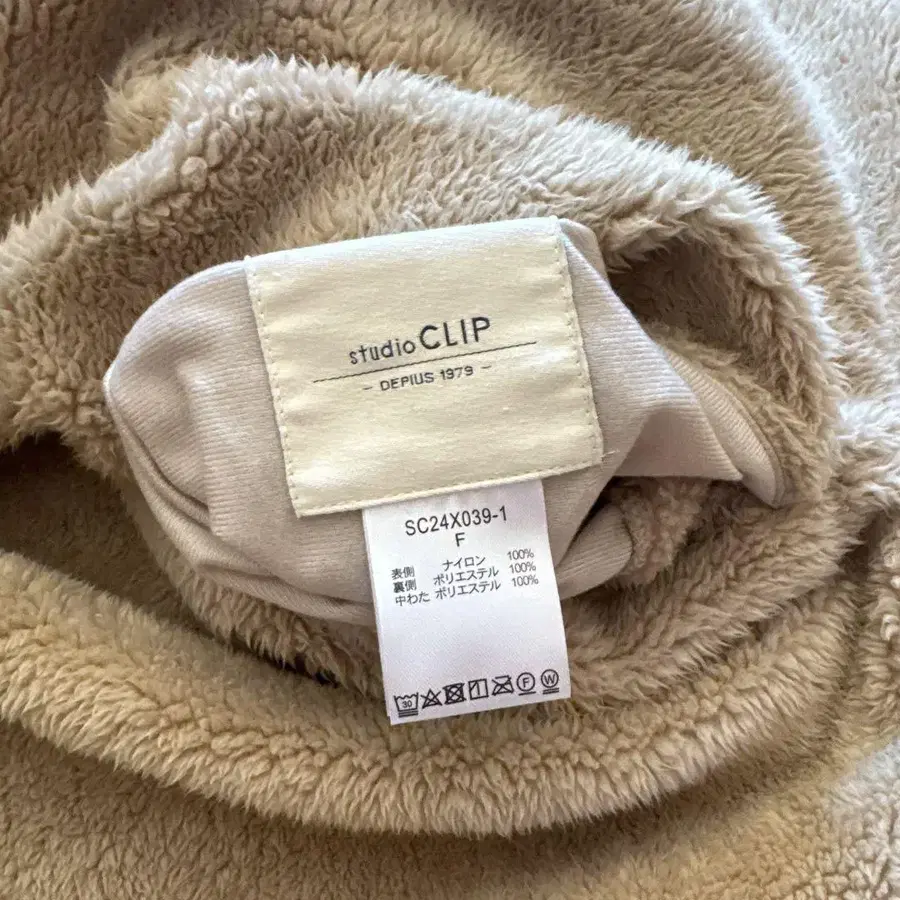 studio CLIP
- DEPIUS 1979 -
SC24X039-1
F
表側 ナイロン 100%
裏側 ポリエステル 100%
中わた ポリエステル 100%
30 F W